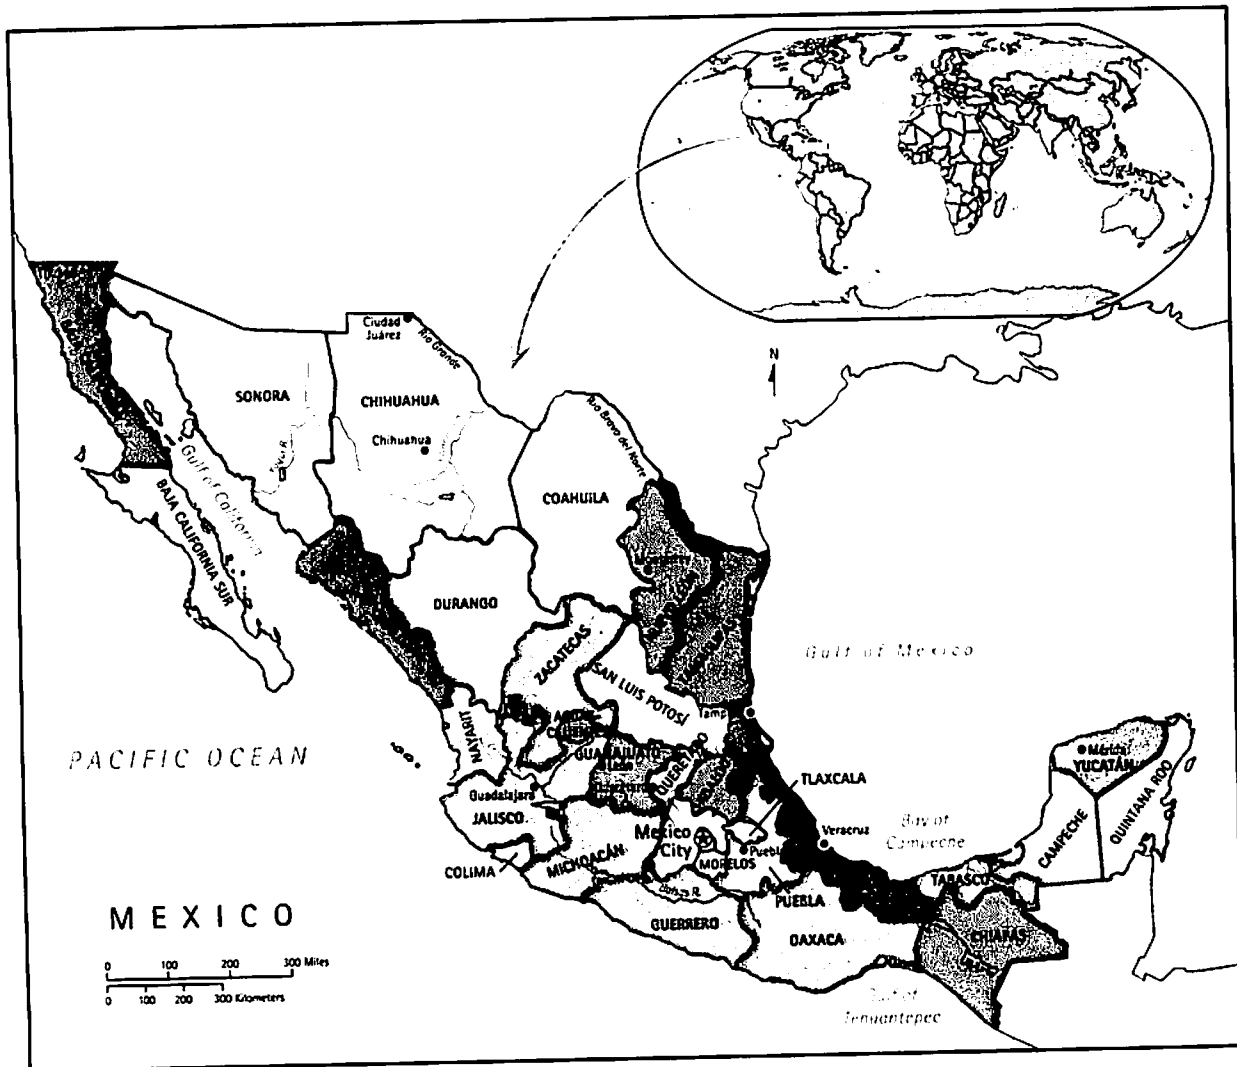 N
Ciudad
Juárez
Rio Grande
SONORA
CHIHUAHUA
Chihuahua
Rio Bravo del Norte
COAHUILA
Gulf of California
BAJA CALIFORNIA SUR
DURANGO
ZACATECAS
SAN LUIS POTOSÍ
Gulf of Mexico
NAYARIT
PACIFIC OCEAN
GUANAJUATO
QUERÉTARO
HIDALGO
TLAXCALA
Mérida
YUCATÁN
QUINTANA ROO
CAMPECHE
Guadalajara
JALISCO
Mexico
City
Puebla
Veracruz
Bay of
Campeche
COLIMA
MICHOACÁN
MORELOS
TABASCO
PUEBLA
GUERRERO
OAXACA
CHIAPAS
Gulf of
Tehuantepec
MEXICO
0 100 200 300 Miles
0 100 200 300 Kilometers